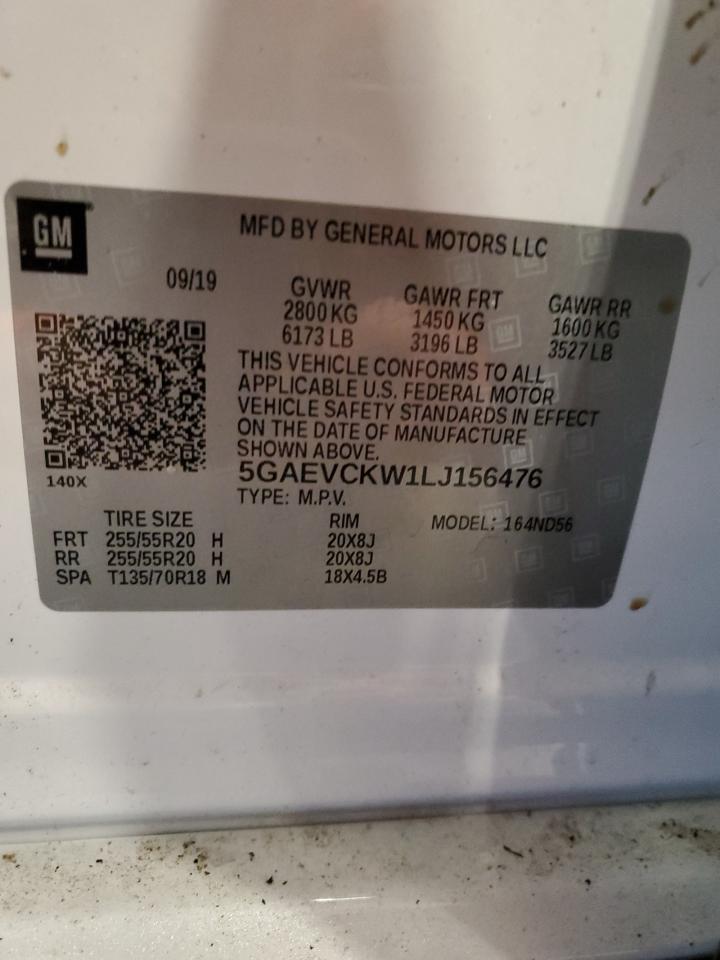 GM
MFD BY GENERAL MOTORS LLC
09/19
GVWR
2800 KG
6173 LB
GAWR FRT
1450 KG
3196 LB
GAWR RR
1600 KG
3527 LB
THIS VEHICLE CONFORMS TO ALL
APPLICABLE U.S. FEDERAL MOTOR
VEHICLE SAFETY STANDARDS IN EFFECT
ON THE DATE OF MANUFACTURE
SHOWN ABOVE.
5GAEVCKW1LJ156476
TYPE: M.P.V.
140X
TIRE SIZE RIM MODEL: 164ND56
FRT 255/55R20 H 20X8J
RR 255/55R20 H 20X8J
SPA T135/70R18 M 18X4.5B